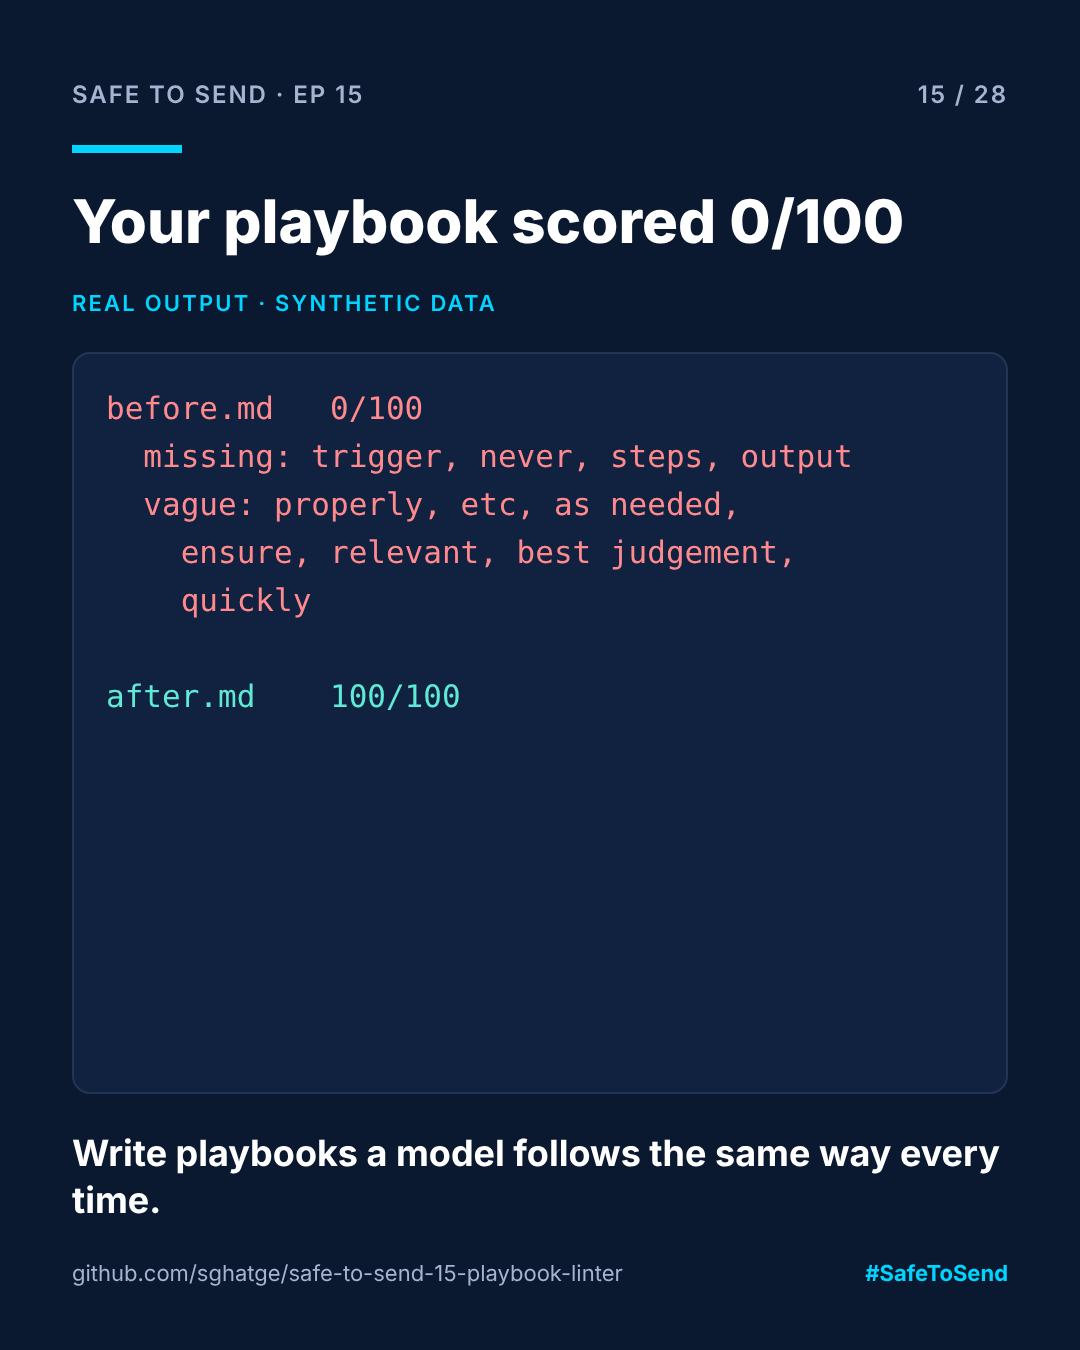 SAFE TO SEND · EP 15
15 / 28
Your playbook scored 0/100
REAL OUTPUT · SYNTHETIC DATA
before.md   0/100
missing: trigger, never, steps, output
vague: properly, etc, as needed,
ensure, relevant, best judgement,
quickly
after.md    100/100
Write playbooks a model follows the same way every
time.
github.com/sghatge/safe-to-send-15-playbook-linter
#SafeToSend